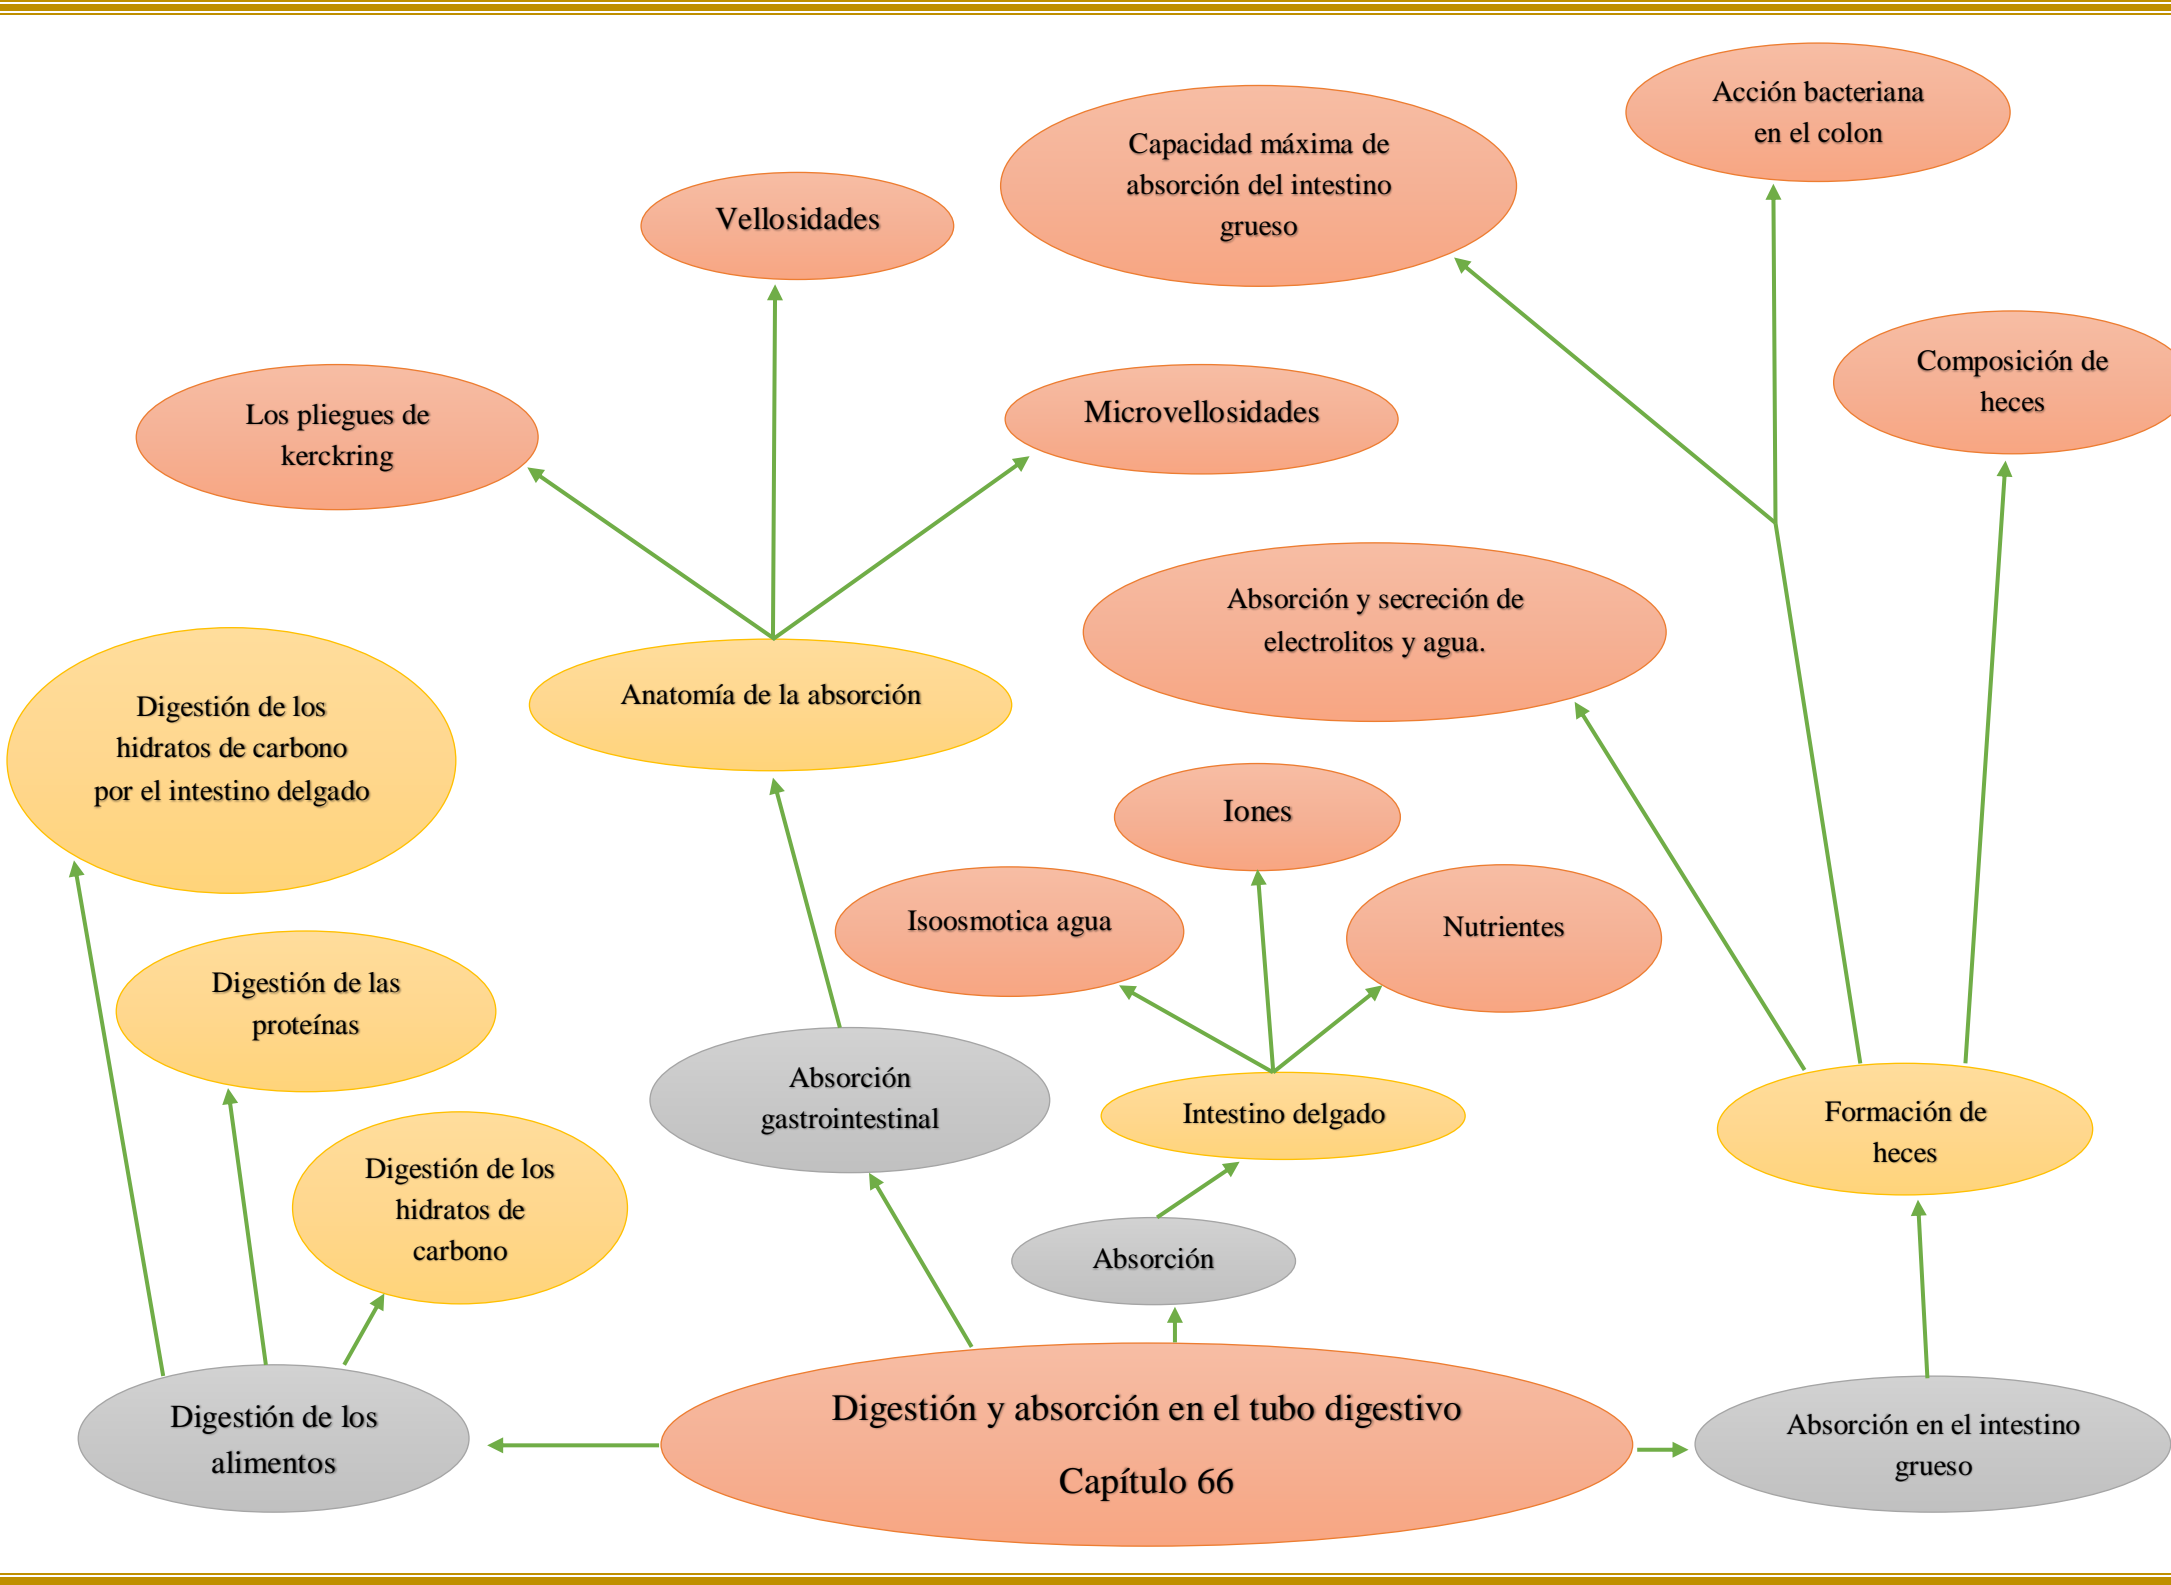 Acción bacteriana
en el colon
Capacidad máxima de
absorción del intestino
grueso
Vellosidades
Composición de
heces
Los pliegues de
kerckring
Microvellosidades
Absorción y secreción de
electrolitos y agua.
Anatomía de la absorción
Digestión de los
hidratos de carbono
por el intestino delgado
Iones
Isoosmotica agua
Nutrientes
Digestión de las
proteínas
Absorción
gastrointestinal
Intestino delgado
Formación de
heces
Digestión de los
hidratos de
carbono
Absorción
Digestión y absorción en el tubo digestivo
Capítulo 66
Digestión de los
alimentos
Absorción en el intestino
grueso